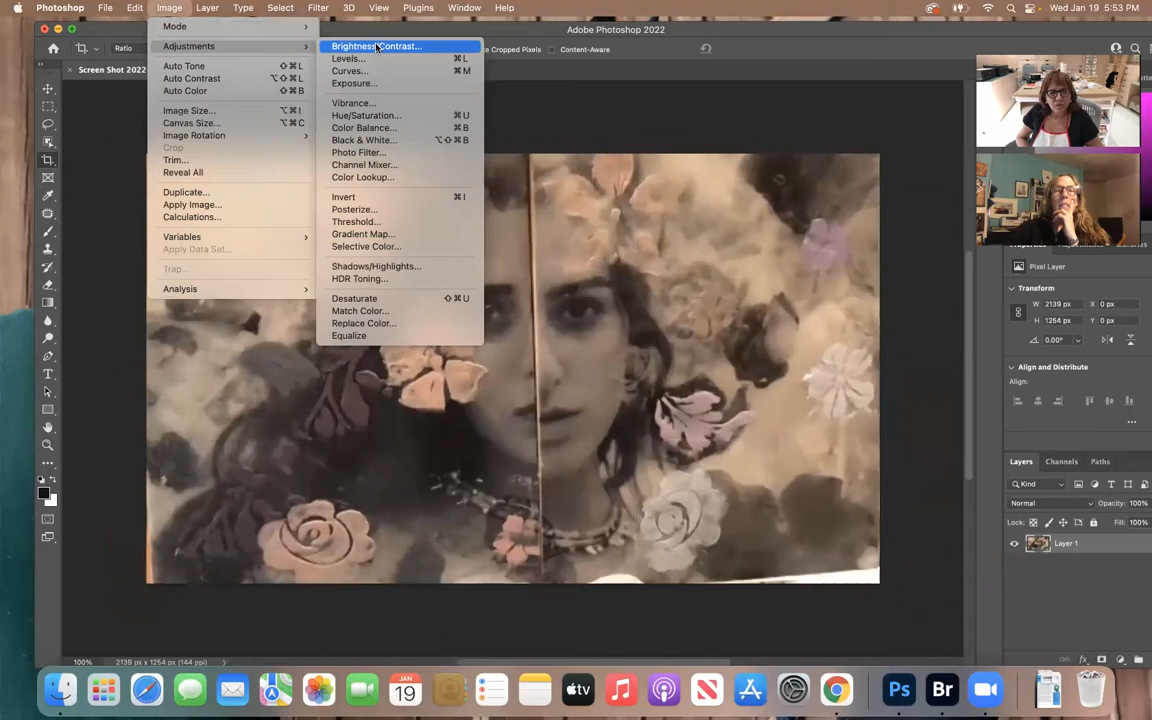 Photoshop File Edit Image Layer Type Select Filter 3D View Plugins Window Help Wed Jan 19 5:53 PM
Adobe Photoshop 2022
Ratio
e Cropped Pixels Content-Aware
Screen Shot 2022
Mode
Adjustments
Auto Tone ⇧⌘L
Auto Contrast ⌥⇧⌘L
Auto Color ⇧⌘B
Image Size... ⌥⌘I
Canvas Size... ⌥⌘C
Image Rotation
Crop
Trim...
Reveal All
Duplicate...
Apply Image...
Calculations...
Variables
Apply Data Set...
Trap...
Analysis
Brightness/Contrast...
Levels... ⌘L
Curves... ⌘M
Exposure...
Vibrance...
Hue/Saturation... ⌘U
Color Balance... ⌘B
Black & White... ⌥⇧⌘B
Photo Filter...
Channel Mixer...
Color Lookup...
Invert ⌘I
Posterize...
Threshold...
Gradient Map...
Selective Color...
Shadows/Highlights...
HDR Toning...
Desaturate ⇧⌘U
Match Color...
Replace Color...
Equalize
Properties
Pixel Layer
Transform
W 2139 px X 0 px
H 1254 px Y 0 px
0.00°
Align and Distribute
Align:
Layers Channels Paths
Kind
Normal Opacity: 100%
Lock: Fill: 100%
Layer 1
100% 2139 px x 1254 px (144 ppi)
JAN
19
tv
Ps
Br